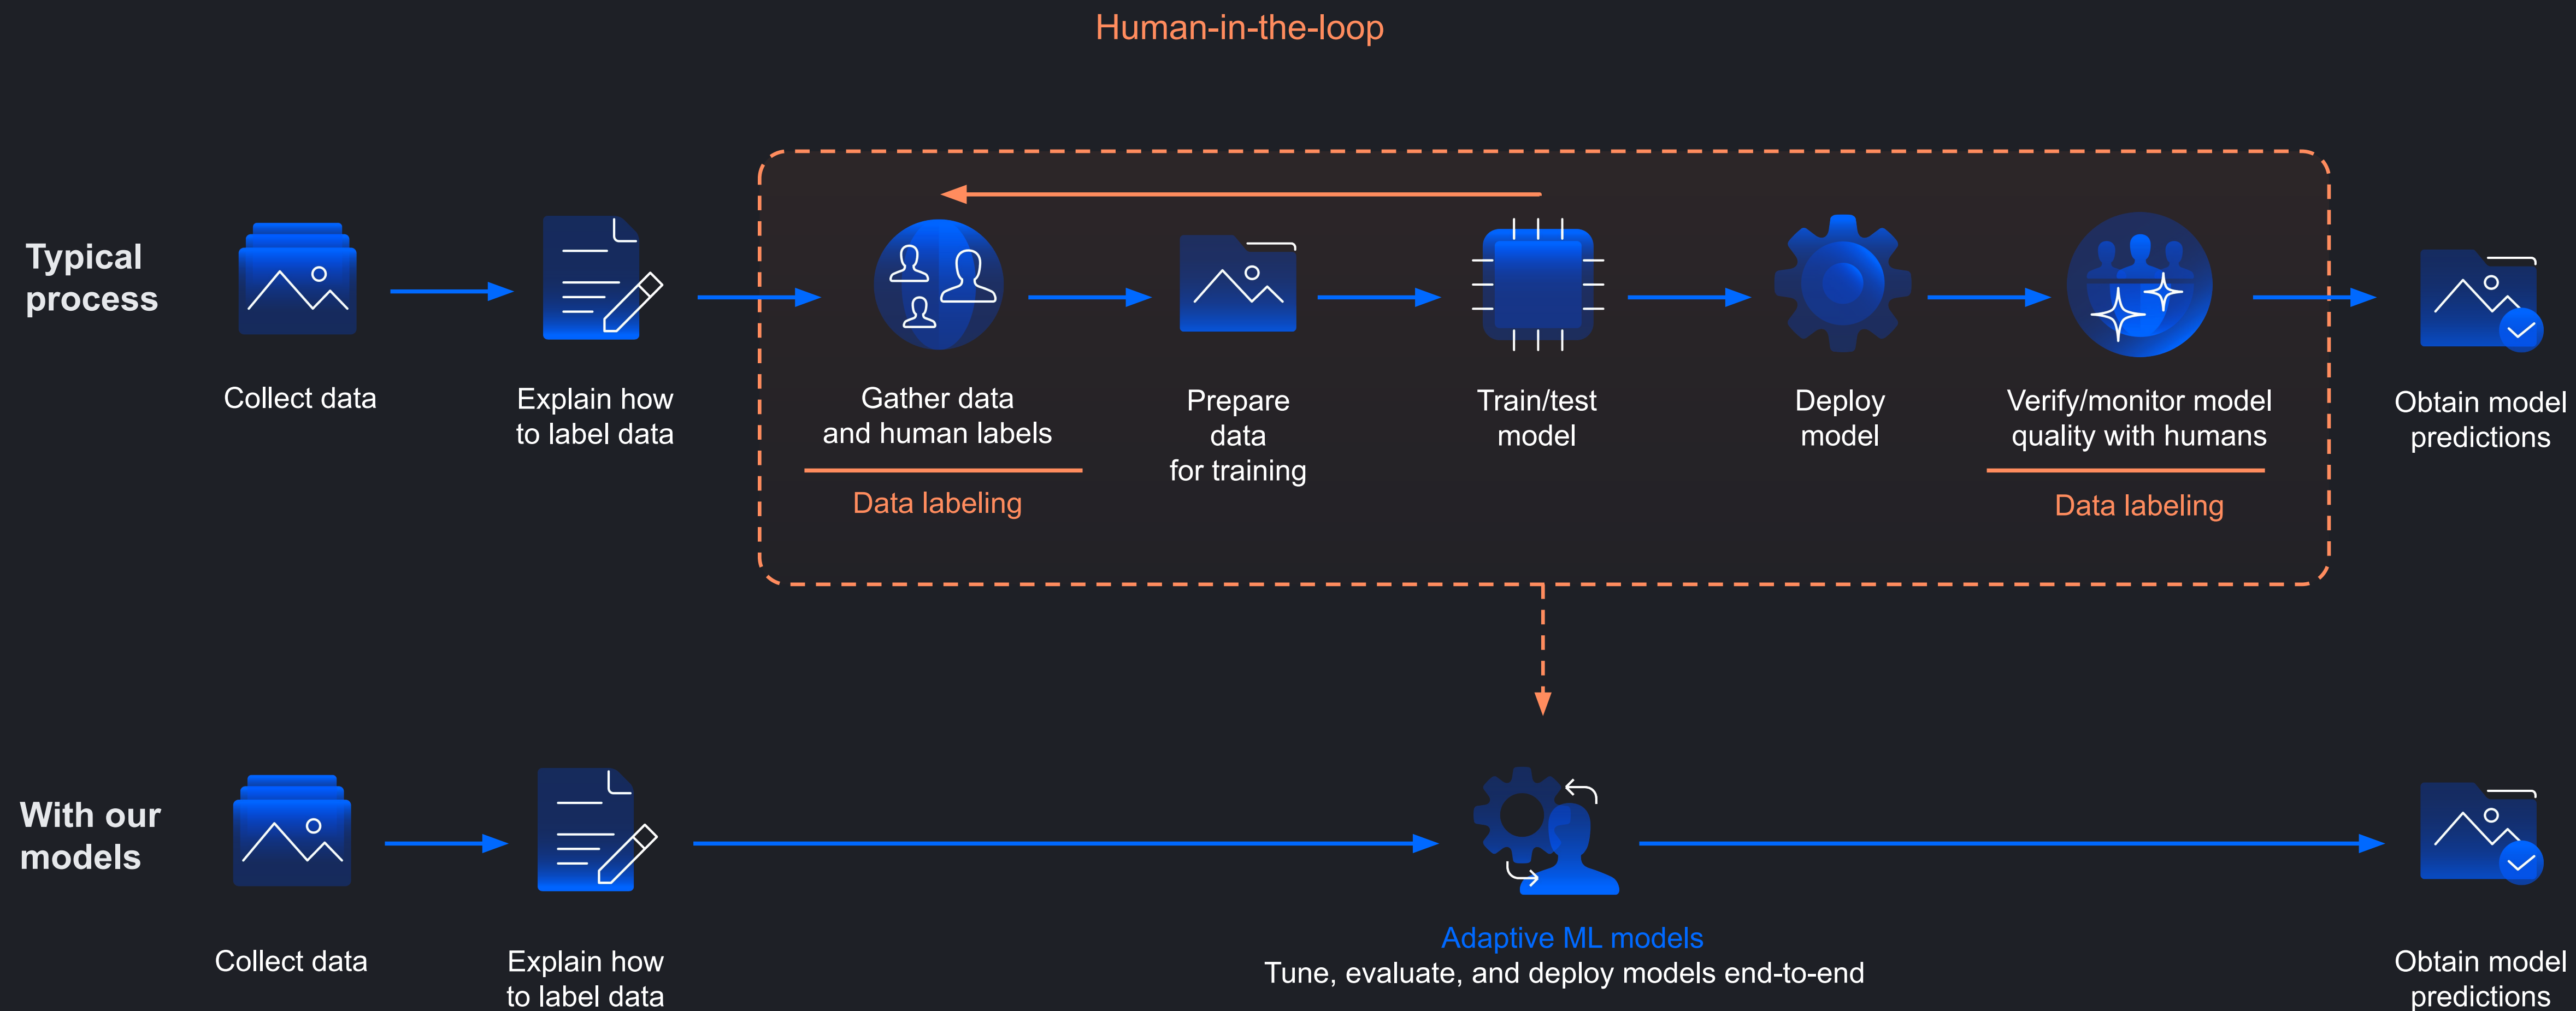 Human-in-the-loop
Typical
process
Collect data
Explain how
to label data
Gather data
and human labels
Data labeling
Prepare
data
for training
Train/test
model
Deploy
model
Verify/monitor model
quality with humans
Data labeling
Obtain model
predictions
With our
models
Collect data
Explain how
to label data
Adaptive ML models
Tune, evaluate, and deploy models end-to-end
Obtain model
predictions